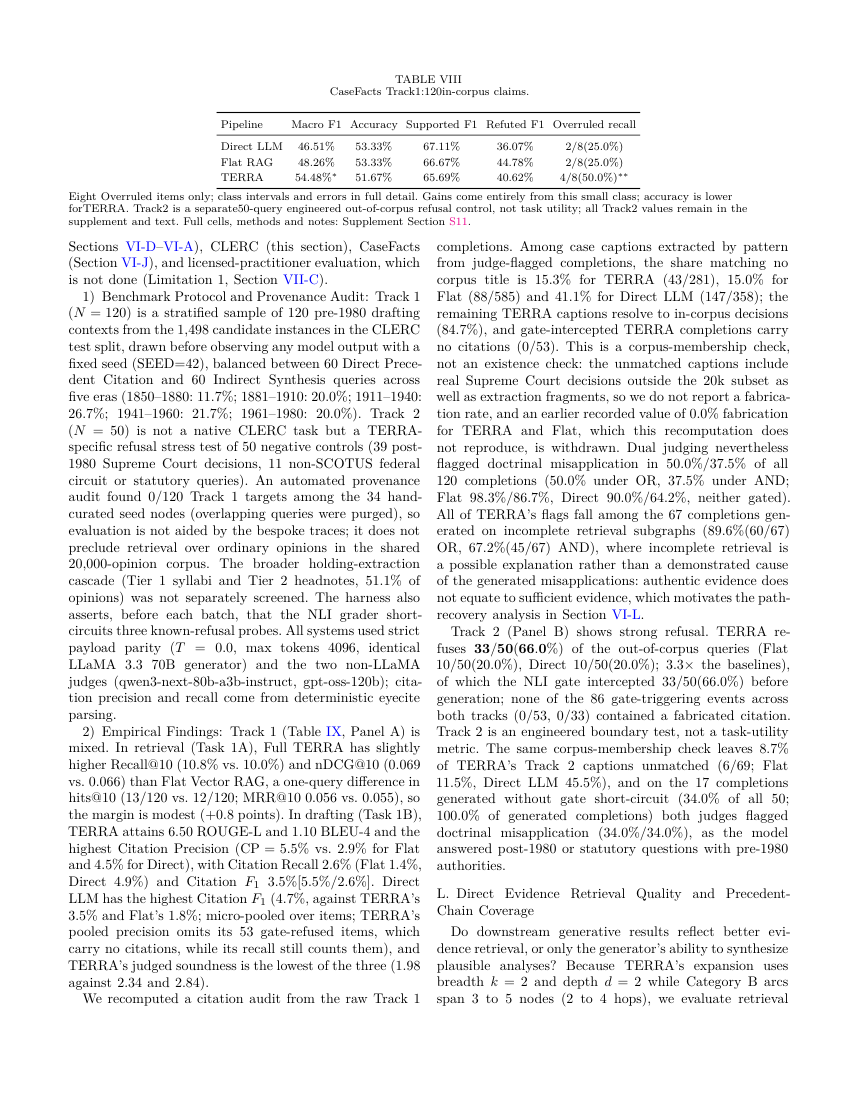 TABLE VIII
CaseFacts Track1:120in-corpus claims.
Pipeline Macro F1 Accuracy Supported F1 Refuted F1 Overruled recall
Direct LLM 46.51% 53.33% 67.11% 36.07% 2/8(25.0%)
Flat RAG 48.26% 53.33% 66.67% 44.78% 2/8(25.0%)
TERRA 54.48%* 51.67% 65.69% 40.62% 4/8(50.0%)**
Eight Overruled items only; class intervals and errors in full detail. Gains come entirely from this small class; accuracy is lower
forTERRA. Track2 is a separate50-query engineered out-of-corpus refusal control, not task utility; all Track2 values remain in the
supplement and text. Full cells, methods and notes: Supplement Section S11.
Sections VI-D–VI-A), CLERC (this section), CaseFacts
(Section VI-J), and licensed-practitioner evaluation, which
is not done (Limitation 1, Section VII-C).
1) Benchmark Protocol and Provenance Audit: Track 1
(N = 120) is a stratified sample of 120 pre-1980 drafting
contexts from the 1,498 candidate instances in the CLERC
test split, drawn before observing any model output with a
fixed seed (SEED=42), balanced between 60 Direct Prece-
dent Citation and 60 Indirect Synthesis queries across
five eras (1850–1880: 11.7%; 1881–1910: 20.0%; 1911–1940:
26.7%; 1941–1960: 21.7%; 1961–1980: 20.0%). Track 2
(N = 50) is not a native CLERC task but a TERRA-
specific refusal stress test of 50 negative controls (39 post-
1980 Supreme Court decisions, 11 non-SCOTUS federal
circuit or statutory queries). An automated provenance
audit found 0/120 Track 1 targets among the 34 hand-
curated seed nodes (overlapping queries were purged), so
evaluation is not aided by the bespoke traces; it does not
preclude retrieval over ordinary opinions in the shared
20,000-opinion corpus. The broader holding-extraction
cascade (Tier 1 syllabi and Tier 2 headnotes, 51.1% of
opinions) was not separately screened. The harness also
asserts, before each batch, that the NLI grader short-
circuits three known-refusal probes. All systems used strict
payload parity (T = 0.0, max tokens 4096, identical
LLaMA 3.3 70B generator) and the two non-LLaMA
judges (qwen3-next-80b-a3b-instruct, gpt-oss-120b); cita-
tion precision and recall come from deterministic eyecite
parsing.
2) Empirical Findings: Track 1 (Table IX, Panel A) is
mixed. In retrieval (Task 1A), Full TERRA has slightly
higher Recall@10 (10.8% vs. 10.0%) and nDCG@10 (0.069
vs. 0.066) than Flat Vector RAG, a one-query difference in
hits@10 (13/120 vs. 12/120; MRR@10 0.056 vs. 0.055), so
the margin is modest (+0.8 points). In drafting (Task 1B),
TERRA attains 6.50 ROUGE-L and 1.10 BLEU-4 and the
highest Citation Precision (CP = 5.5% vs. 2.9% for Flat
and 4.5% for Direct), with Citation Recall 2.6% (Flat 1.4%,
Direct 4.9%) and Citation F1 3.5%[5.5%/2.6%]. Direct
LLM has the highest Citation F1 (4.7%, against TERRA's
3.5% and Flat's 1.8%; micro-pooled over items; TERRA's
pooled precision omits its 53 gate-refused items, which
carry no citations, while its recall still counts them), and
TERRA's judged soundness is the lowest of the three (1.98
against 2.34 and 2.84).
We recomputed a citation audit from the raw Track 1
completions. Among case captions extracted by pattern
from judge-flagged completions, the share matching no
corpus title is 15.3% for TERRA (43/281), 15.0% for
Flat (88/585) and 41.1% for Direct LLM (147/358); the
remaining TERRA captions resolve to in-corpus decisions
(84.7%), and gate-intercepted TERRA completions carry
no citations (0/53). This is a corpus-membership check,
not an existence check: the unmatched captions include
real Supreme Court decisions outside the 20k subset as
well as extraction fragments, so we do not report a fabrica-
tion rate, and an earlier recorded value of 0.0% fabrication
for TERRA and Flat, which this recomputation does
not reproduce, is withdrawn. Dual judging nevertheless
flagged doctrinal misapplication in 50.0%/37.5% of all
120 completions (50.0% under OR, 37.5% under AND;
Flat 98.3%/86.7%, Direct 90.0%/64.2%, neither gated).
All of TERRA's flags fall among the 67 completions gen-
erated on incomplete retrieval subgraphs (89.6%(60/67)
OR, 67.2%(45/67) AND), where incomplete retrieval is
a possible explanation rather than a demonstrated cause
of the generated misapplications: authentic evidence does
not equate to sufficient evidence, which motivates the path-
recovery analysis in Section VI-L.
Track 2 (Panel B) shows strong refusal. TERRA re-
fuses 33/50(66.0%) of the out-of-corpus queries (Flat
10/50(20.0%), Direct 10/50(20.0%); 3.3× the baselines),
of which the NLI gate intercepted 33/50(66.0%) before
generation; none of the 86 gate-triggering events across
both tracks (0/53, 0/33) contained a fabricated citation.
Track 2 is an engineered boundary test, not a task-utility
metric. The same corpus-membership check leaves 8.7%
of TERRA's Track 2 captions unmatched (6/69; Flat
11.5%, Direct LLM 45.5%), and on the 17 completions
generated without gate short-circuit (34.0% of all 50;
100.0% of generated completions) both judges flagged
doctrinal misapplication (34.0%/34.0%), as the model
answered post-1980 or statutory questions with pre-1980
authorities.
L. Direct Evidence Retrieval Quality and Precedent-
Chain Coverage
Do downstream generative results reflect better evi-
dence retrieval, or only the generator's ability to synthesize
plausible analyses? Because TERRA's expansion uses
breadth k = 2 and depth d = 2 while Category B arcs
span 3 to 5 nodes (2 to 4 hops), we evaluate retrieval